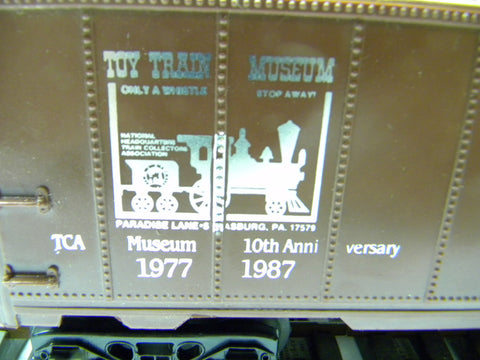 TOY TRAIN MUSEUM
ONLY A WHISTLE STOP AWAY!
NATIONAL
HEADQUARTERS
TRAIN COLLECTORS
ASSOCIATION
PARADISE LANE-S RASBURG, PA. 17579
TCA Museum 10th Anni versary
1977 1987